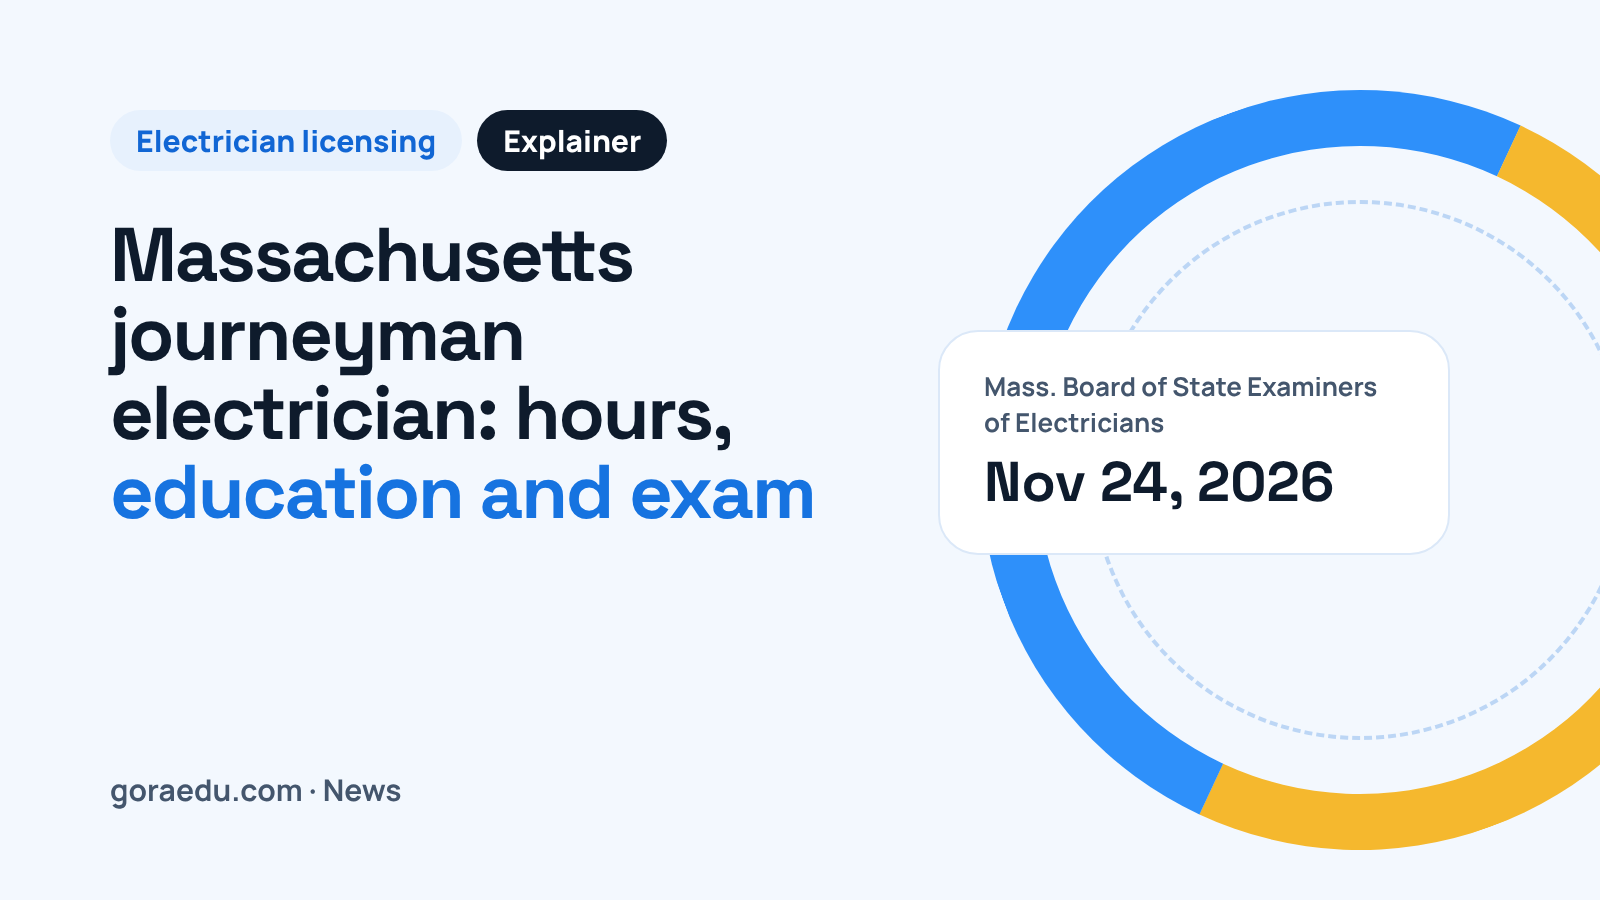 Electrician licensing
Explainer
Massachusetts
journeyman
electrician: hours,
education and exam
Mass. Board of State Examiners
of Electricians
Nov 24, 2026
goraedu.com · News